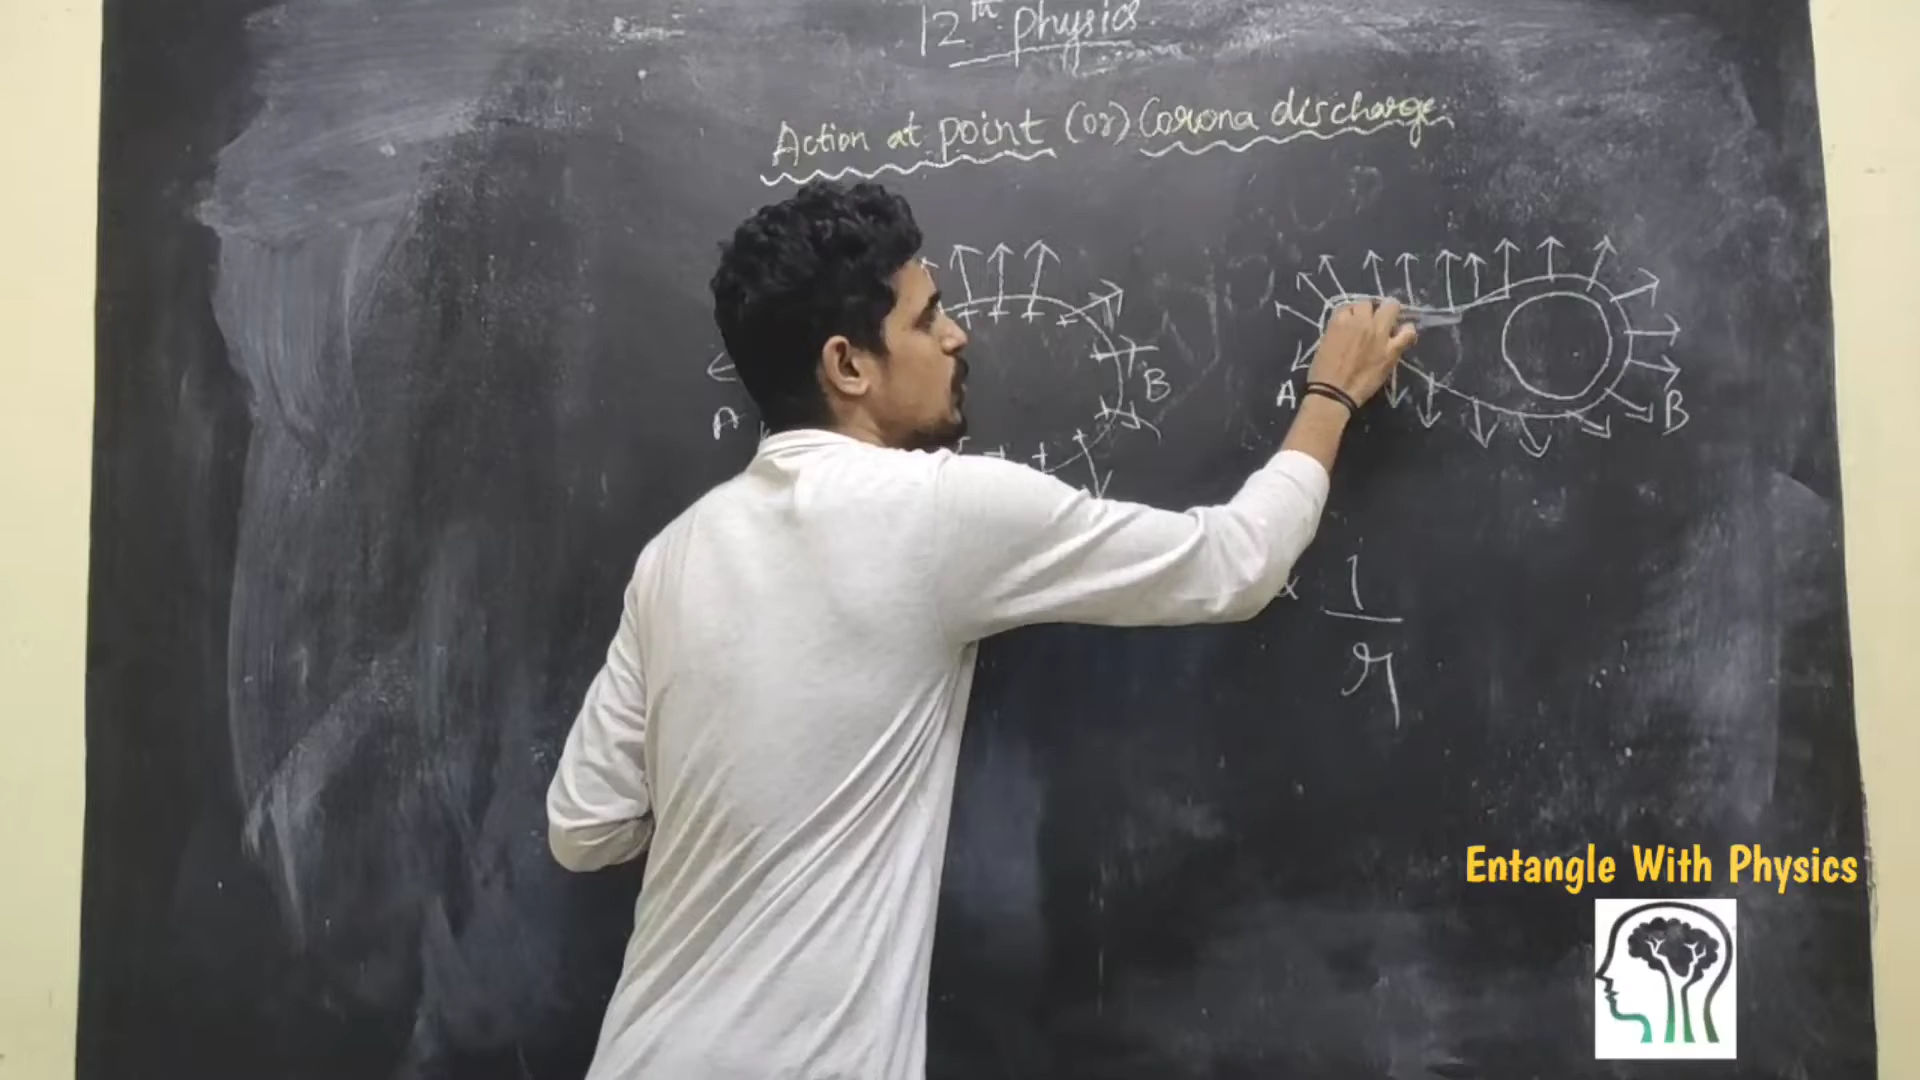 12th physics
Action at point (or) Corona discharge
A
B
A
B
∝ 1
r
Entangle With Physics